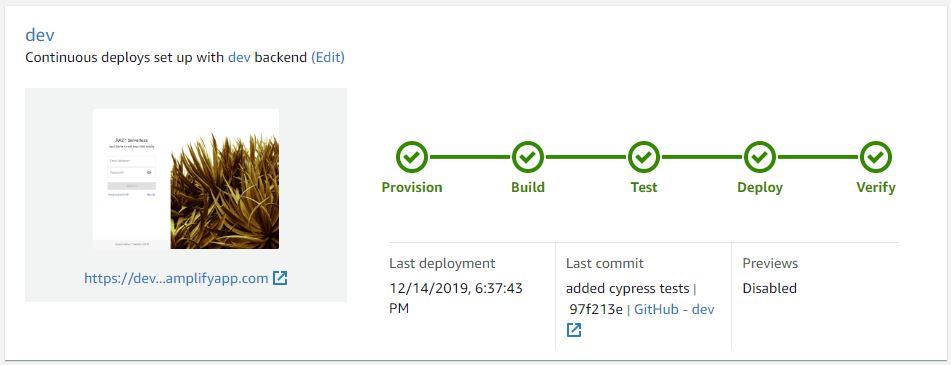 dev
Continuous deploys set up with dev backend (Edit)
Serverless
https://dev...amplifyapp.com
Provision
Build
Test
Deploy
Verify
Last deployment
12/14/2019, 6:37:43
PM
Last commit
added cypress tests |
97f213e | GitHub - dev
Previews
Disabled